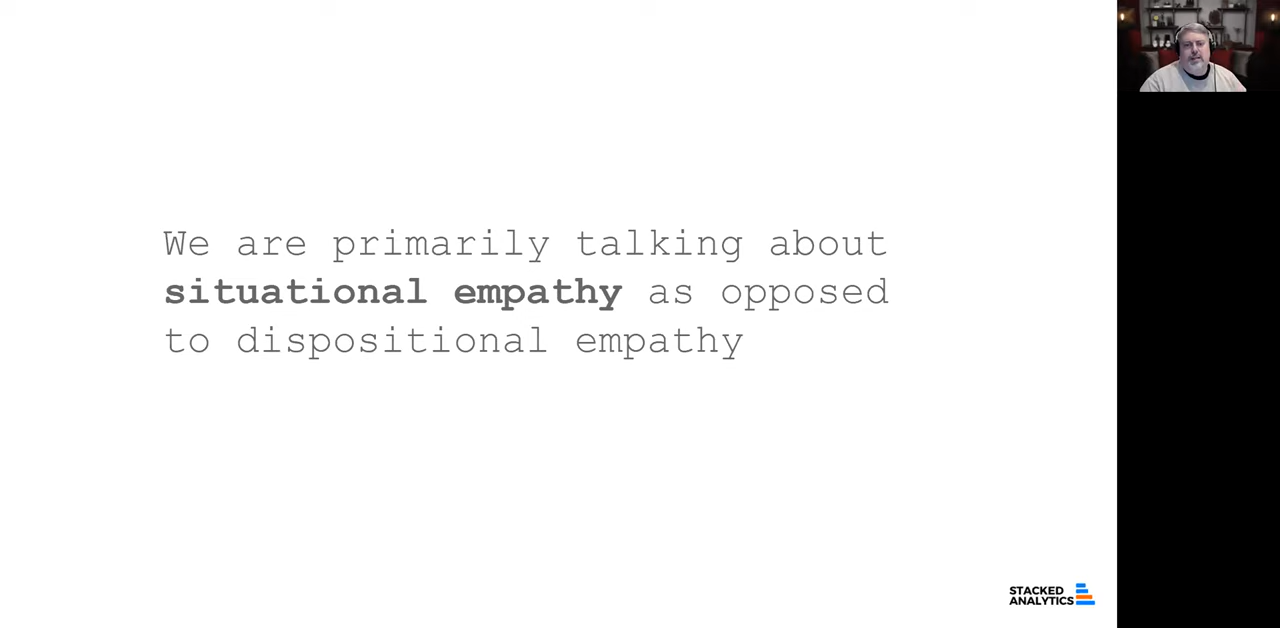 We are primarily talking about
situational empathy as opposed
to dispositional empathy
STACKED
ANALYTICS